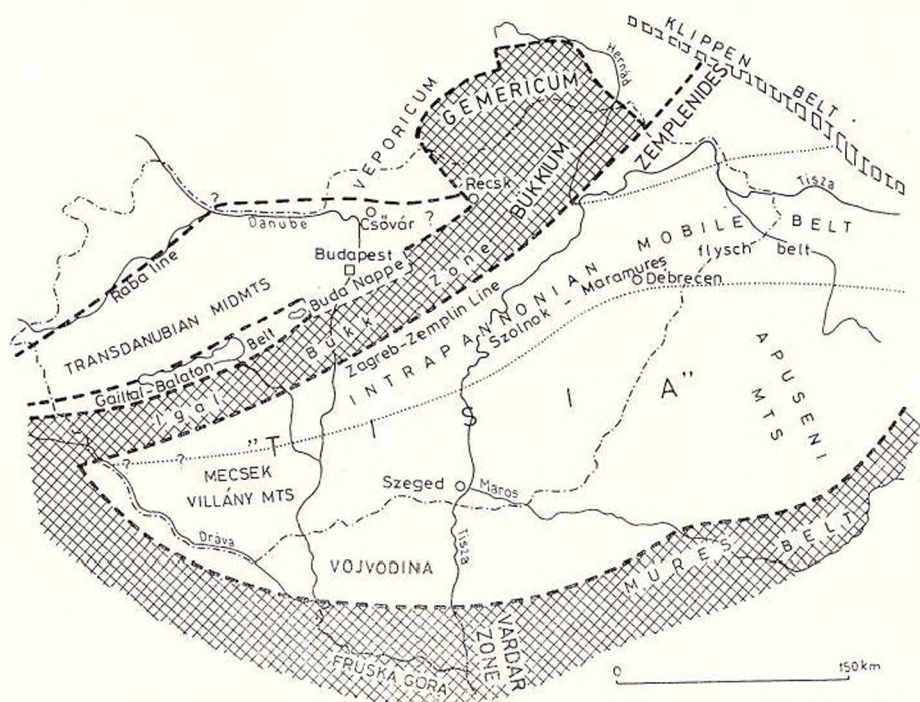 KLIPPEN BELT
Hernád
GEMERICUM
VEPORICUM
ZEMPLENIDES
BÜKKIUM
Recsk
Tisza
?
Danube
Csővár
?
Budapest
INTRAPANNONIAN MOBILE BELT
flysch belt
Rába line
Buda Nappe
Debrecen
Szolnok - Maramures
TRANSDANUBIAN MIDMTS
Zagreb-Zemplin Line
Gailtal-Balaton Belt
Igal Bükk Zone
APUSENI MTS
"T I S I A"
? ?
MECSEK
VILLÁNY MTS
Szeged
Maros
Dráva
Tisza
VOJVODINA
MURES BELT
VARDAR ZONE
FRUSKA GORA
0 150km